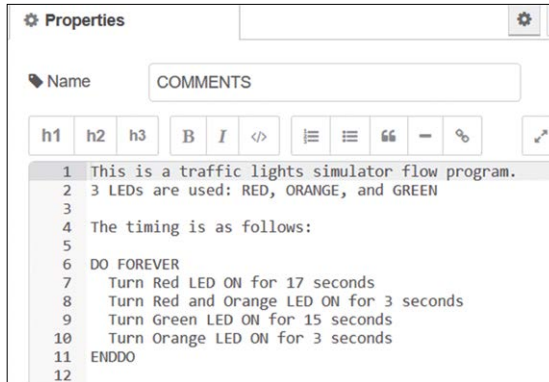 Properties
Name COMMENTS
h1 h2 h3 B I </>
1 This is a traffic lights simulator flow program.
2 3 LEDs are used: RED, ORANGE, and GREEN
3
4 The timing is as follows:
5
6 DO FOREVER
7 Turn Red LED ON for 17 seconds
8 Turn Red and Orange LED ON for 3 seconds
9 Turn Green LED ON for 15 seconds
10 Turn Orange LED ON for 3 seconds
11 ENDDO
12